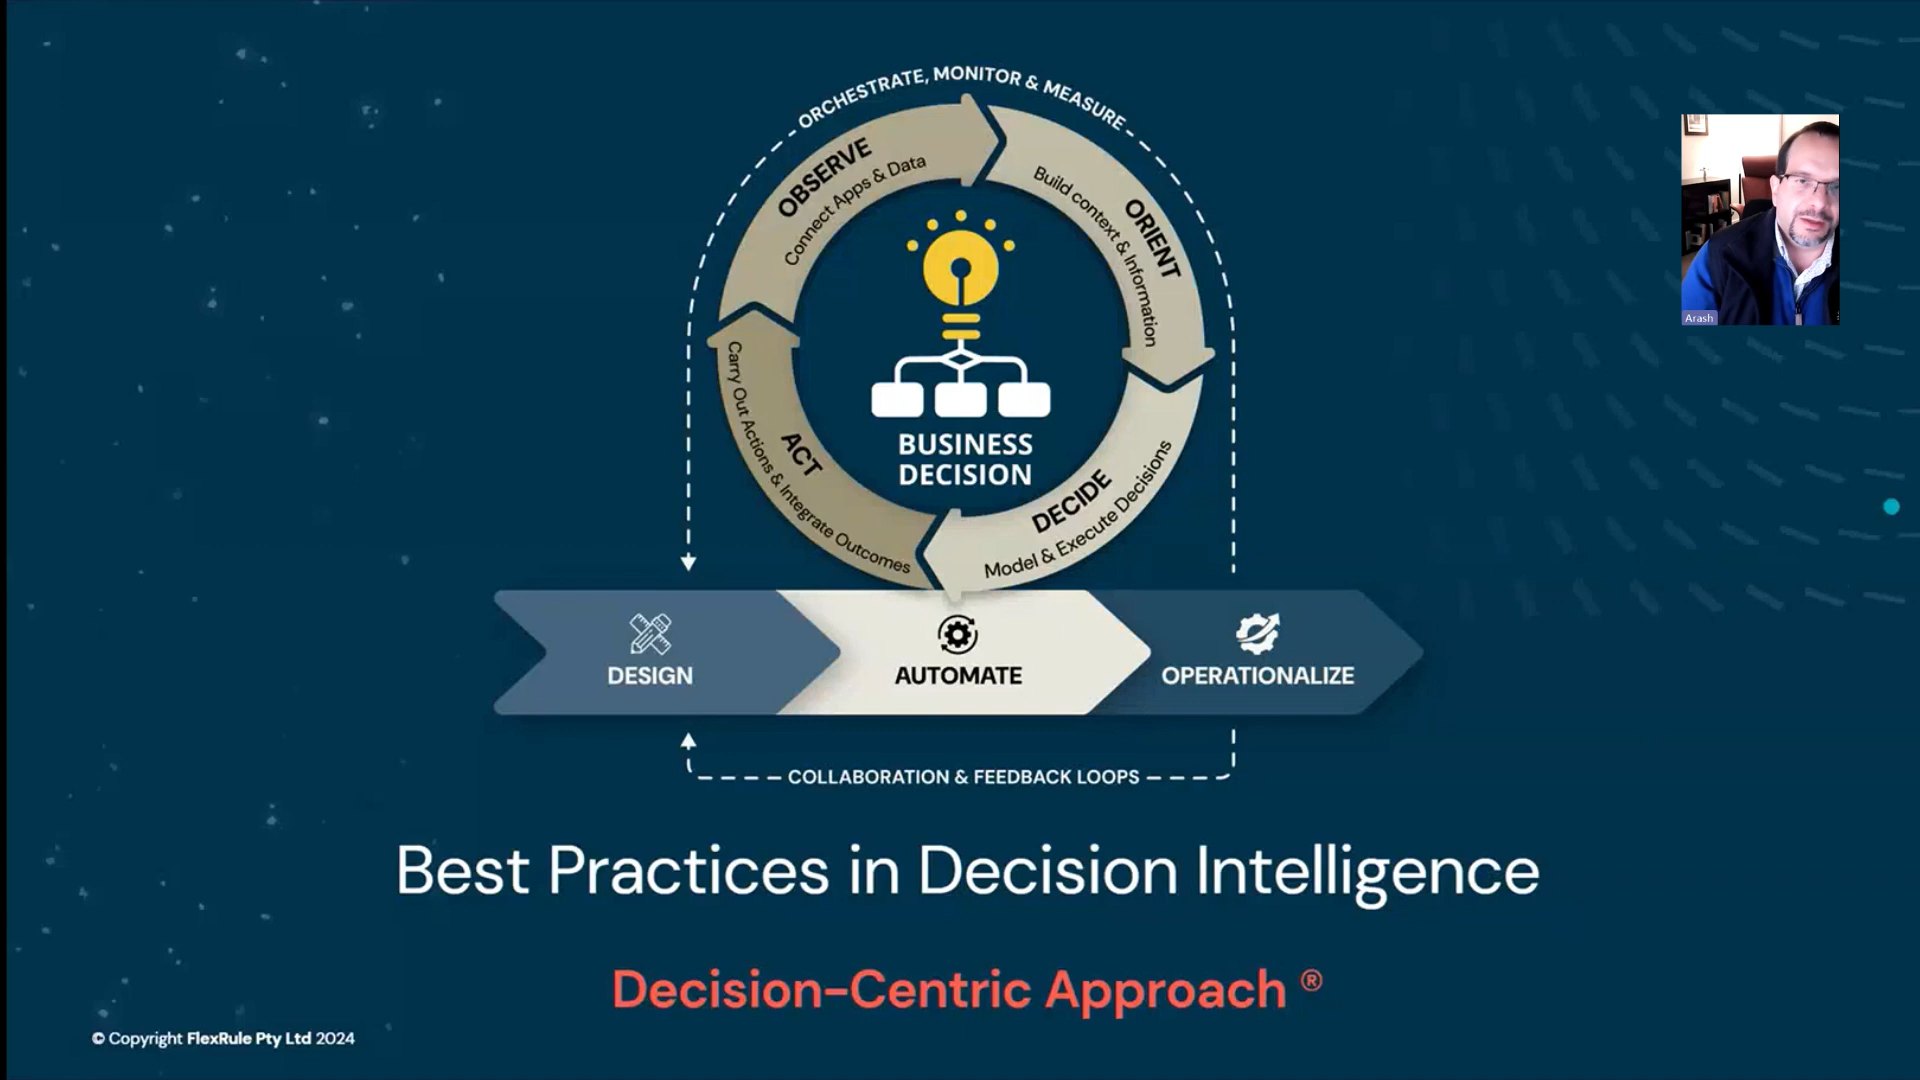 ORCHESTRATE, MONITOR & MEASURE
OBSERVE
Connect Apps & Data
ORIENT
Build context & Information
DECIDE
Model & Execute Decisions
ACT
Carry Out Actions & Integrate Outcomes
BUSINESS
DECISION
Arash
DESIGN
AUTOMATE
OPERATIONALIZE
COLLABORATION & FEEDBACK LOOPS
Best Practices in Decision Intelligence
Decision-Centric Approach ®
© Copyright FlexRule Pty Ltd 2024